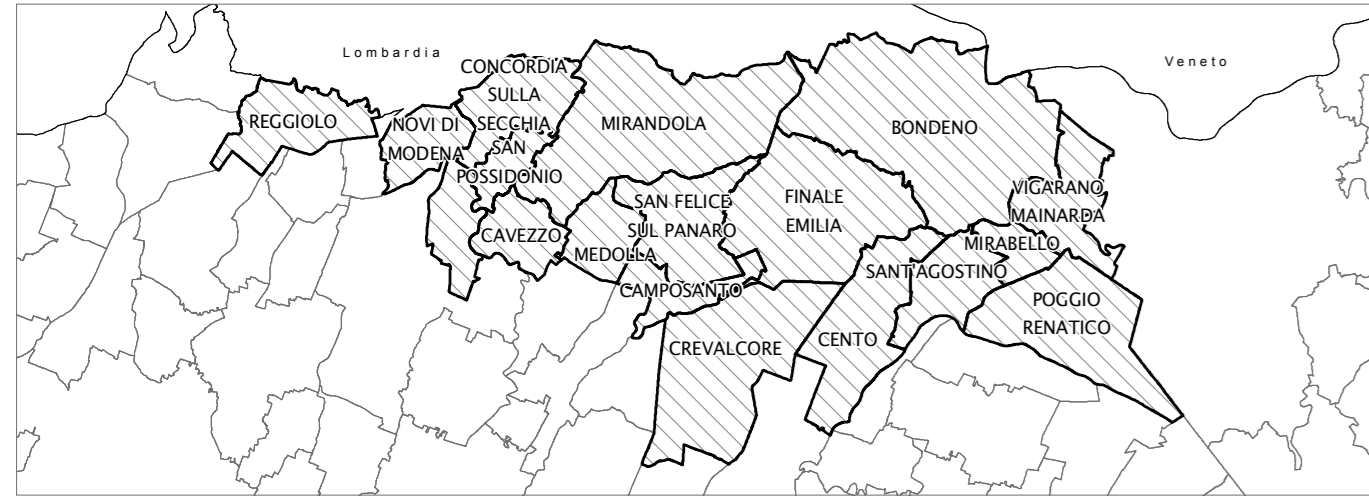 Lombardia
Veneto
CONCORDIA
SULLA
SECCHIA
REGGIOLO
NOVI DI
MODENA
SAN
POSSIDONIO
MIRANDOLA
BONDENO
VIGARANO
MAINARDA
FINALE
EMILIA
SAN FELICE
SUL PANARO
CAVEZZO
MEDOLLA
MIRABELLO
SANT'AGOSTINO
CAMPOSANTO
POGGIO
RENATICO
CREVALCORE
CENTO